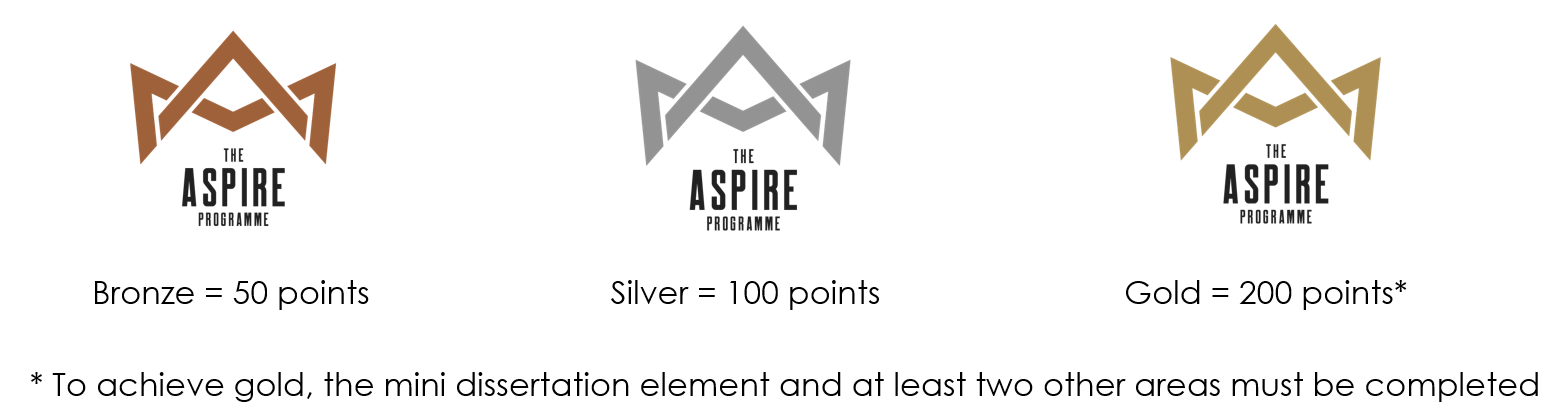 THE
ASPIRE
PROGRAMME
Bronze = 50 points
THE
ASPIRE
PROGRAMME
Silver = 100 points
THE
ASPIRE
PROGRAMME
Gold = 200 points*
* To achieve gold, the mini dissertation element and at least two other areas must be completed